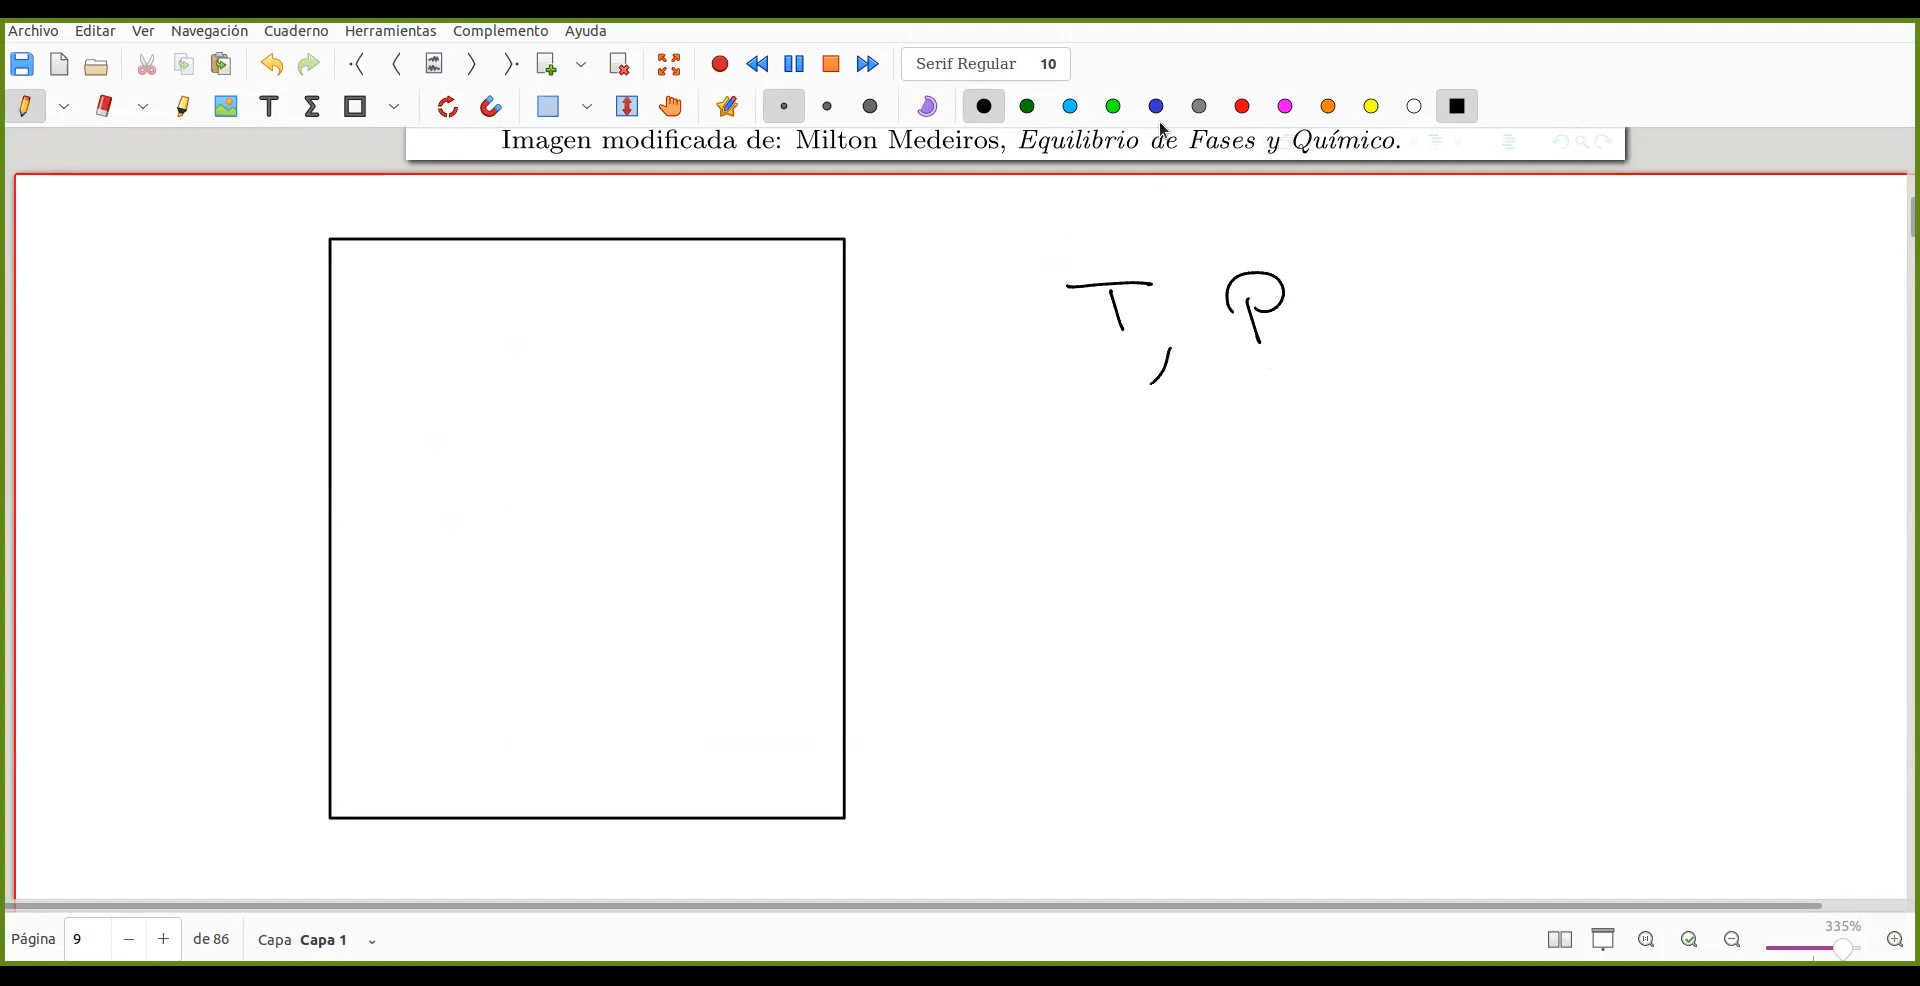 Archivo Editar Ver Navegación Cuaderno Herramientas Complemento Ayuda
Serif Regular 10
Imagen modificada de: Milton Medeiros, Equilibrio de Fases y Químico.
T, P
Página 9 de 86 Capa Capa 1 335%